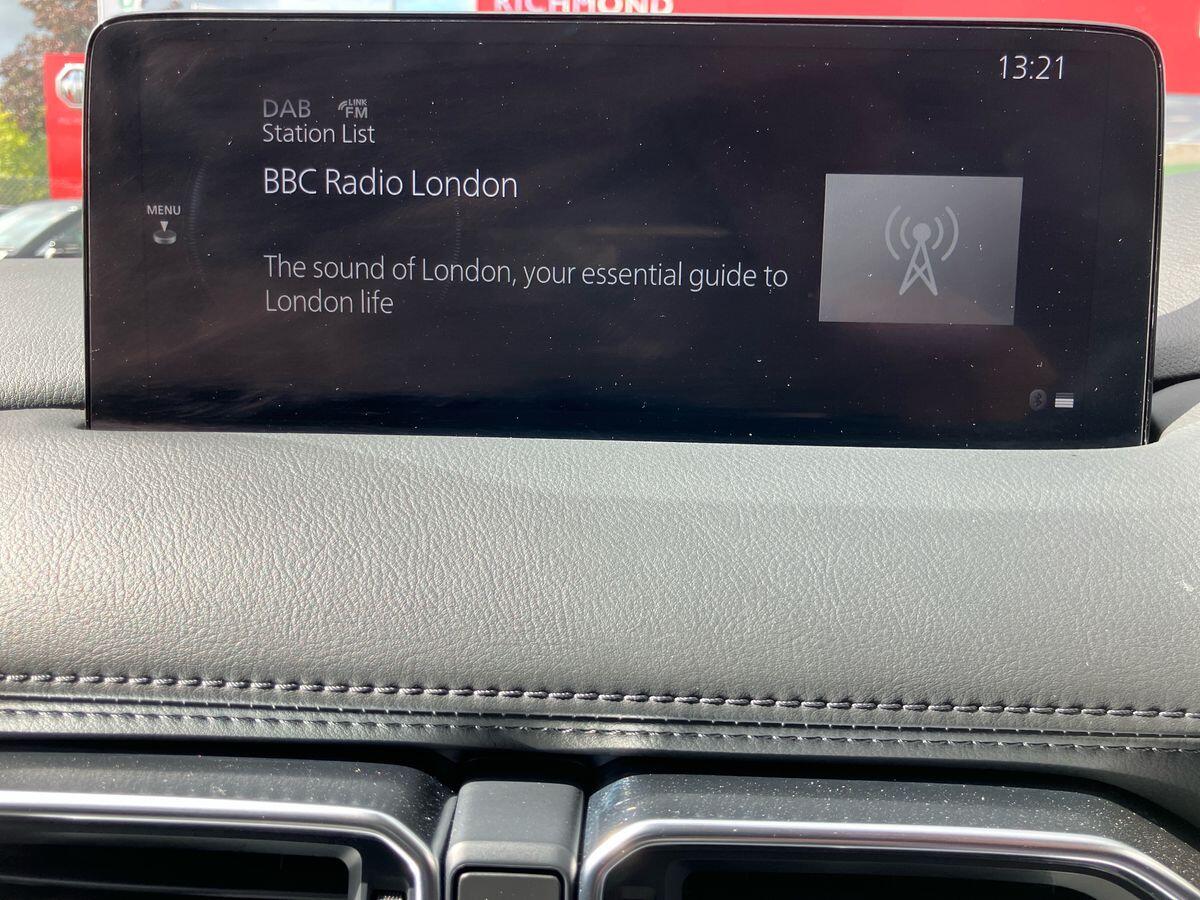 RICHMOND
13:21
DAB LINK FM
Station List
BBC Radio London
MENU
The sound of London, your essential guide to
London life